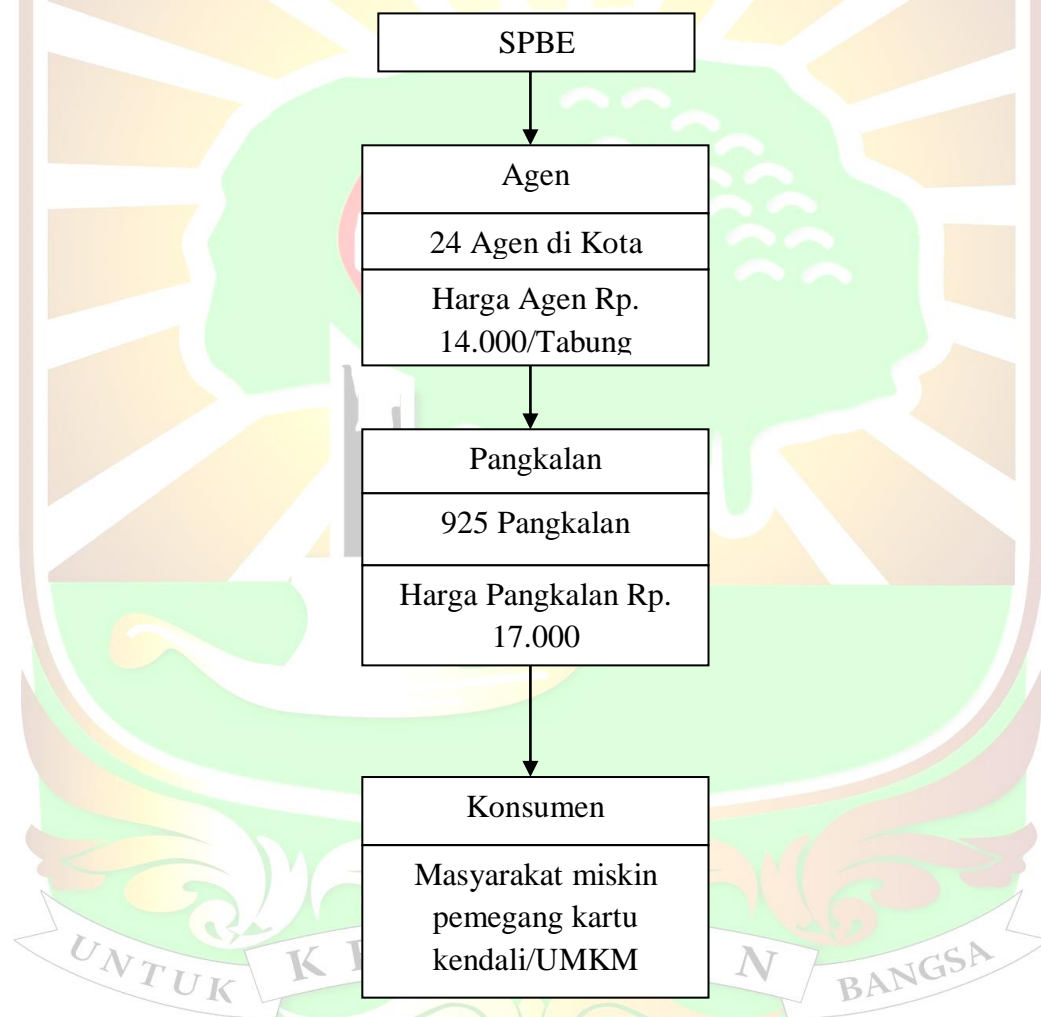 SPBE
Agen
24 Agen di Kota
Harga Agen Rp.
14.000/Tabung
Pangkalan
925 Pangkalan
Harga Pangkalan Rp.
17.000
Konsumen
Masyarakat miskin
pemegang kartu
kendali/UMKM
UNTUK K N BANGSA